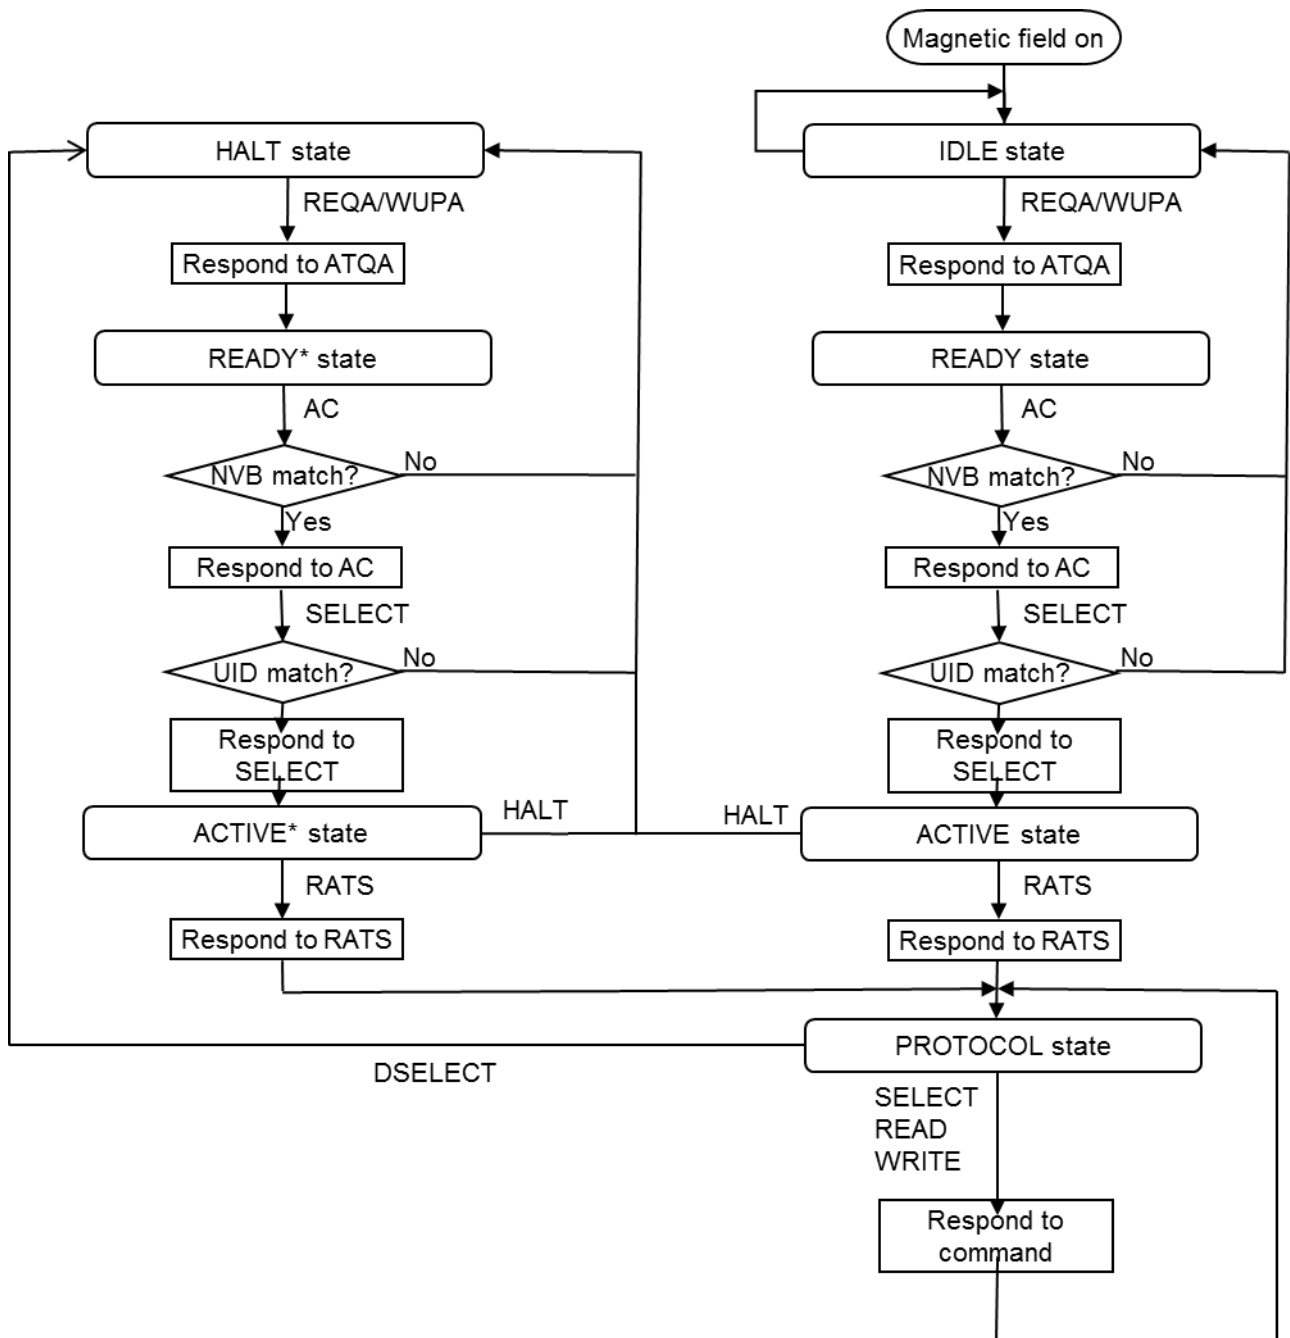 Magnetic field on
HALT state
REQA/WUPA
Respond to ATQA
READY* state
AC
NVB match?
No
Yes
Respond to AC
SELECT
UID match?
No
Respond to
SELECT
ACTIVE* state
HALT
RATS
Respond to RATS
IDLE state
REQA/WUPA
Respond to ATQA
READY state
AC
NVB match?
No
Yes
Respond to AC
SELECT
UID match?
No
Respond to
SELECT
HALT
ACTIVE state
RATS
Respond to RATS
PROTOCOL state
DSELECT
SELECT
READ
WRITE
Respond to
command